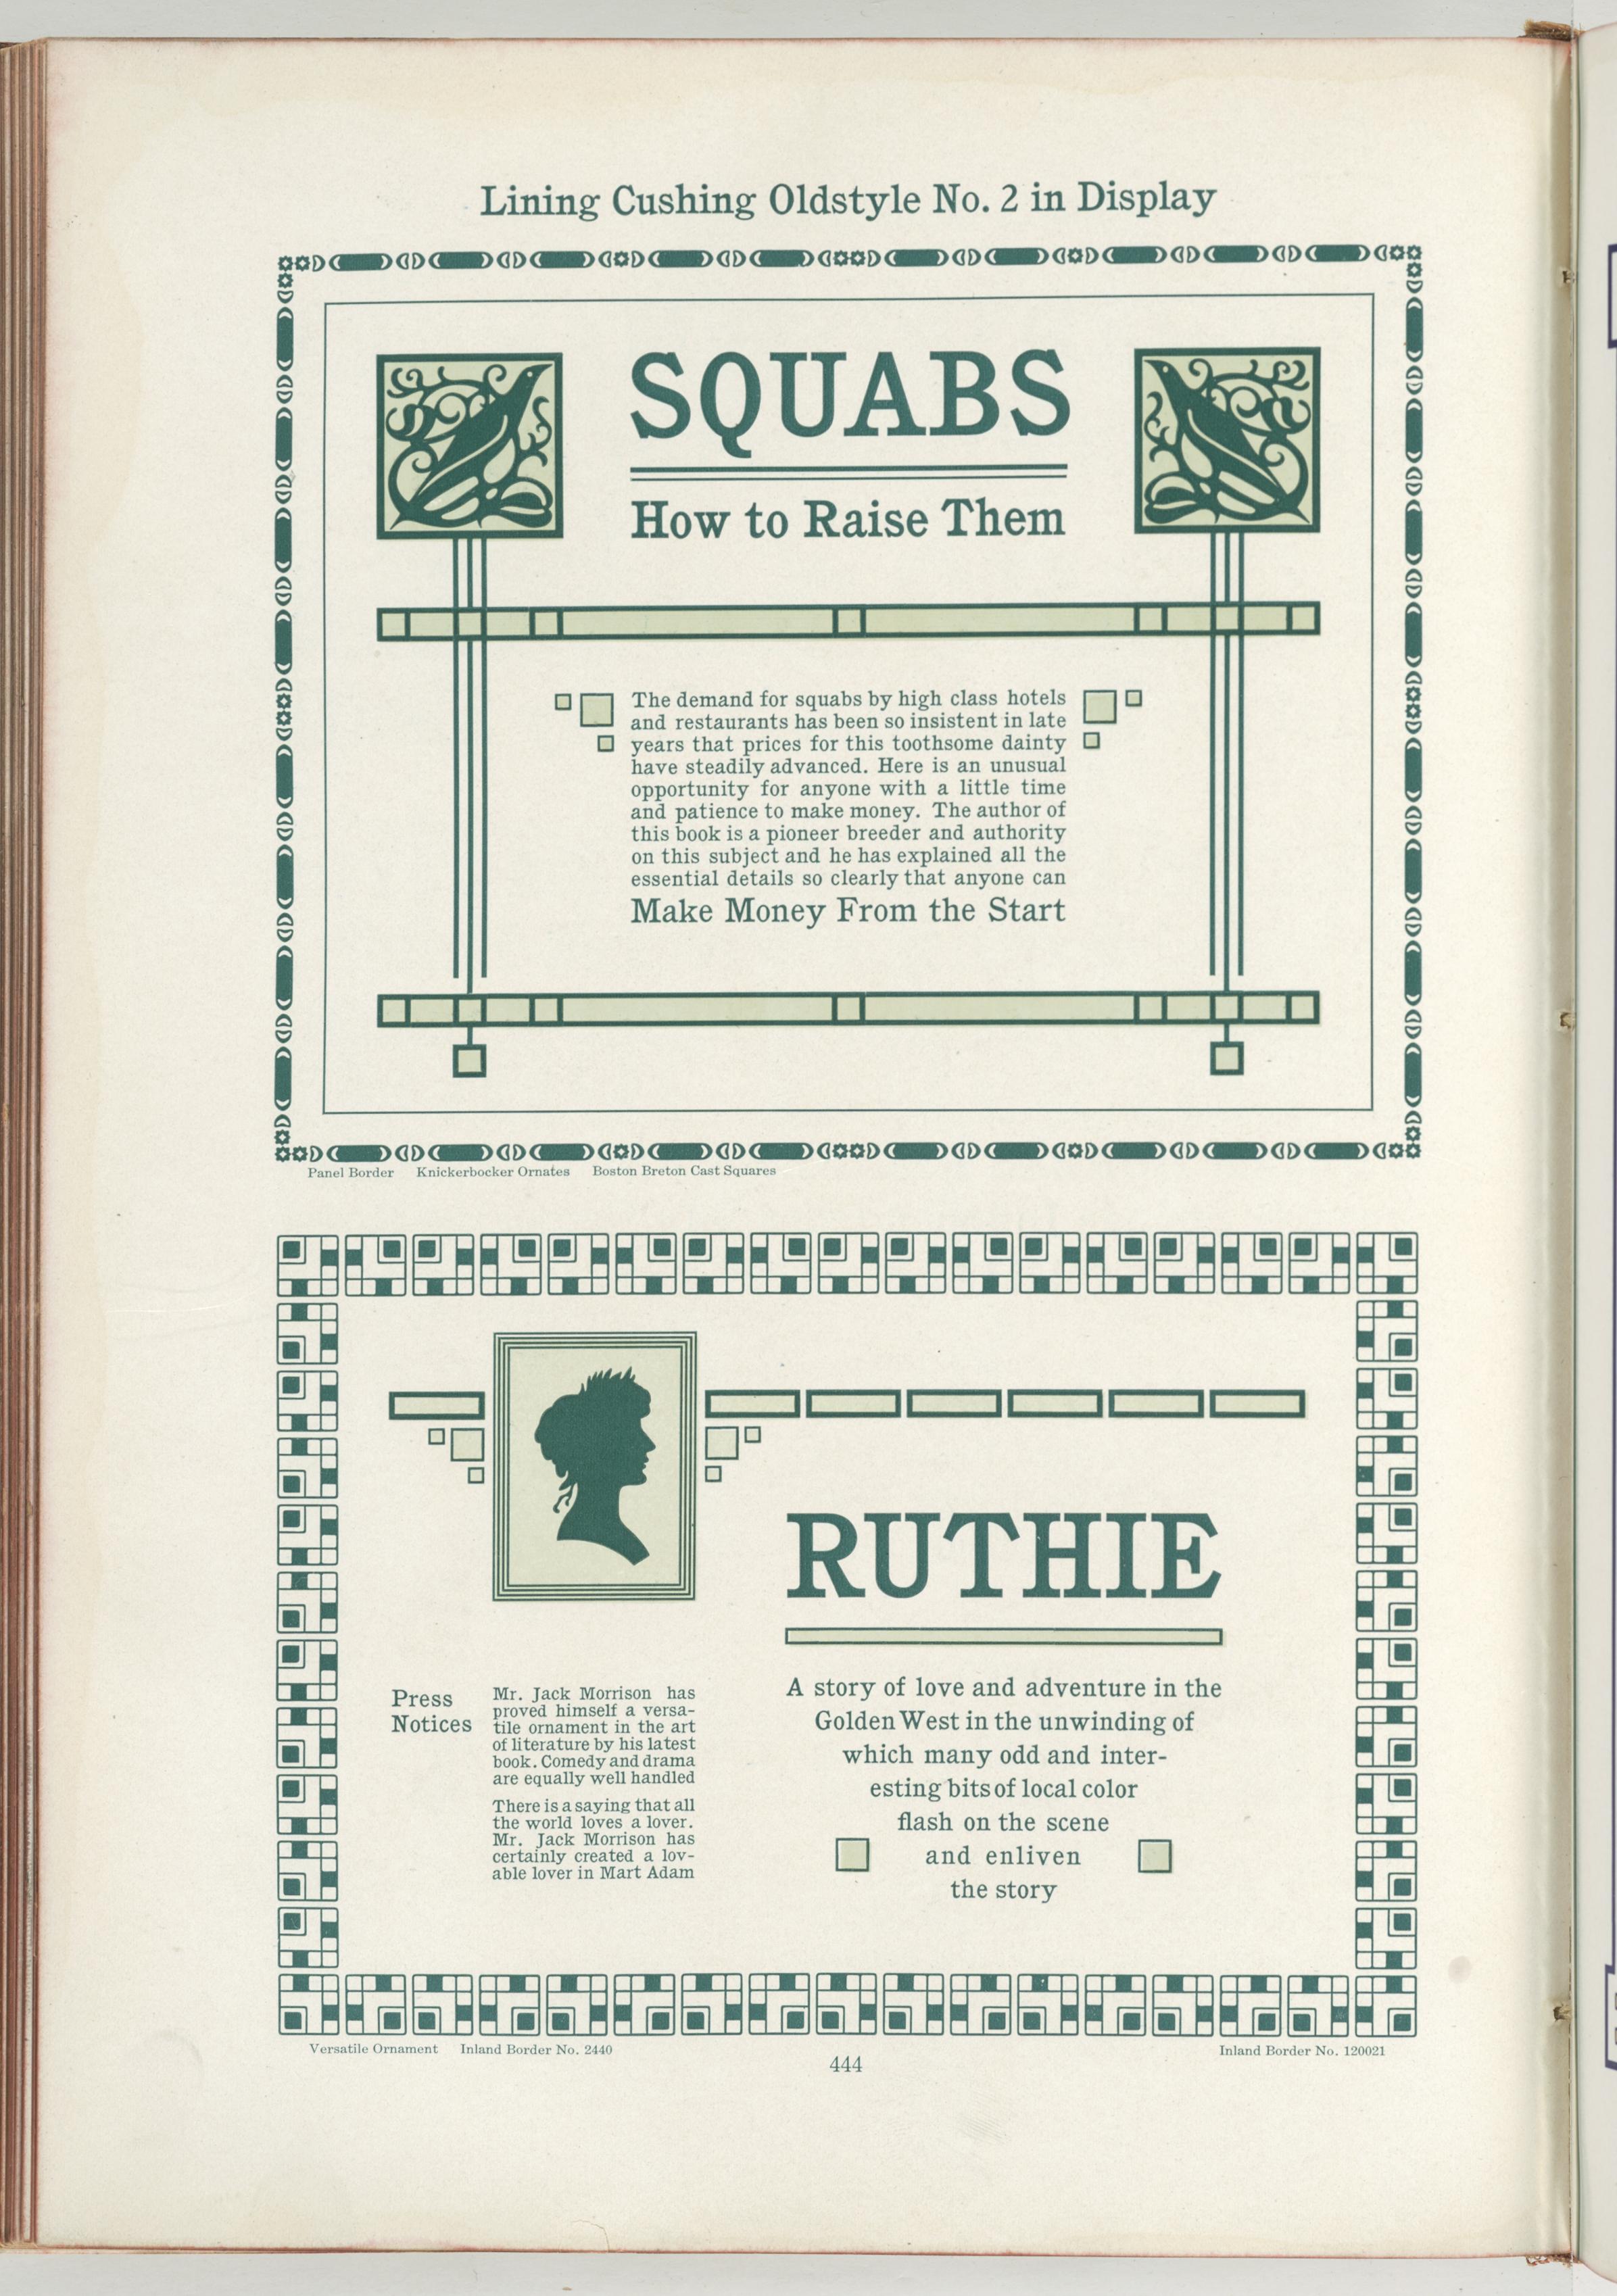 Lining Cushing Oldstyle No. 2 in Display
SQUABS
How to Raise Them
The demand for squabs by high class hotels
and restaurants has been so insistent in late
years that prices for this toothsome dainty
have steadily advanced. Here is an unusual
opportunity for anyone with a little time
and patience to make money. The author of
this book is a pioneer breeder and authority
on this subject and he has explained all the
essential details so clearly that anyone can
Make Money From the Start
Panel Border Knickerbocker Ornates Boston Breton Cast Squares
RUTHIE
Press
Notices
Mr. Jack Morrison has
proved himself a versa-
tile ornament in the art
of literature by his latest
book. Comedy and drama
are equally well handled
There is a saying that all
the world loves a lover.
Mr. Jack Morrison has
certainly created a lov-
able lover in Mart Adam
A story of love and adventure in the
Golden West in the unwinding of
which many odd and inter-
esting bits of local color
flash on the scene
and enliven
the story
Versatile Ornament Inland Border No. 2440
Inland Border No. 120021
444